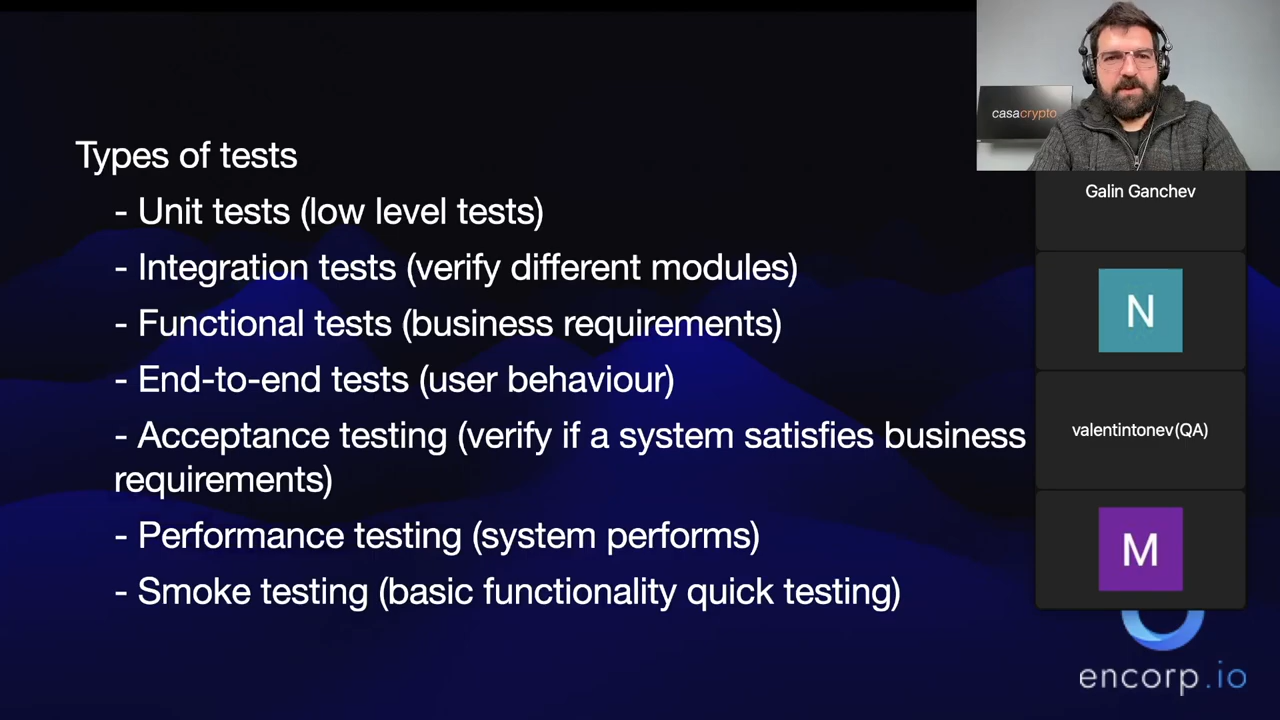 Types of tests
- Unit tests (low level tests)
- Integration tests (verify different modules)
- Functional tests (business requirements)
- End-to-end tests (user behaviour)
- Acceptance testing (verify if a system satisfies business
requirements)
- Performance testing (system performs)
- Smoke testing (basic functionality quick testing)
casacrypto
Galin Ganchev
N
valentintonev(QA)
M
encorp.io